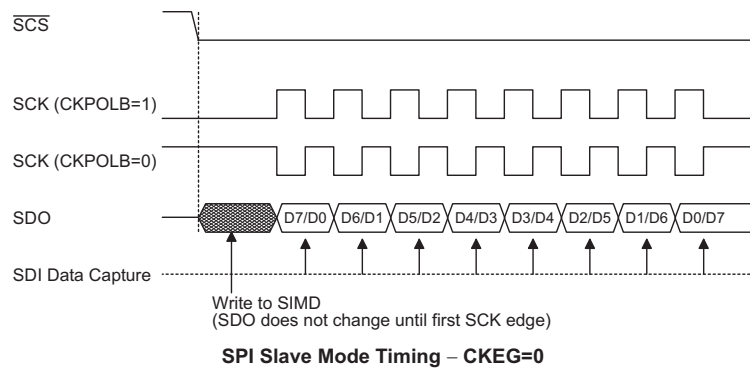 SCS
SCK (CKPOLB=1)
SCK (CKPOLB=0)
SDO
D7/D0 D6/D1 D5/D2 D4/D3 D3/D4 D2/D5 D1/D6 D0/D7
SDI Data Capture
Write to SIMD
(SDO does not change until first SCK edge)
SPI Slave Mode Timing – CKEG=0